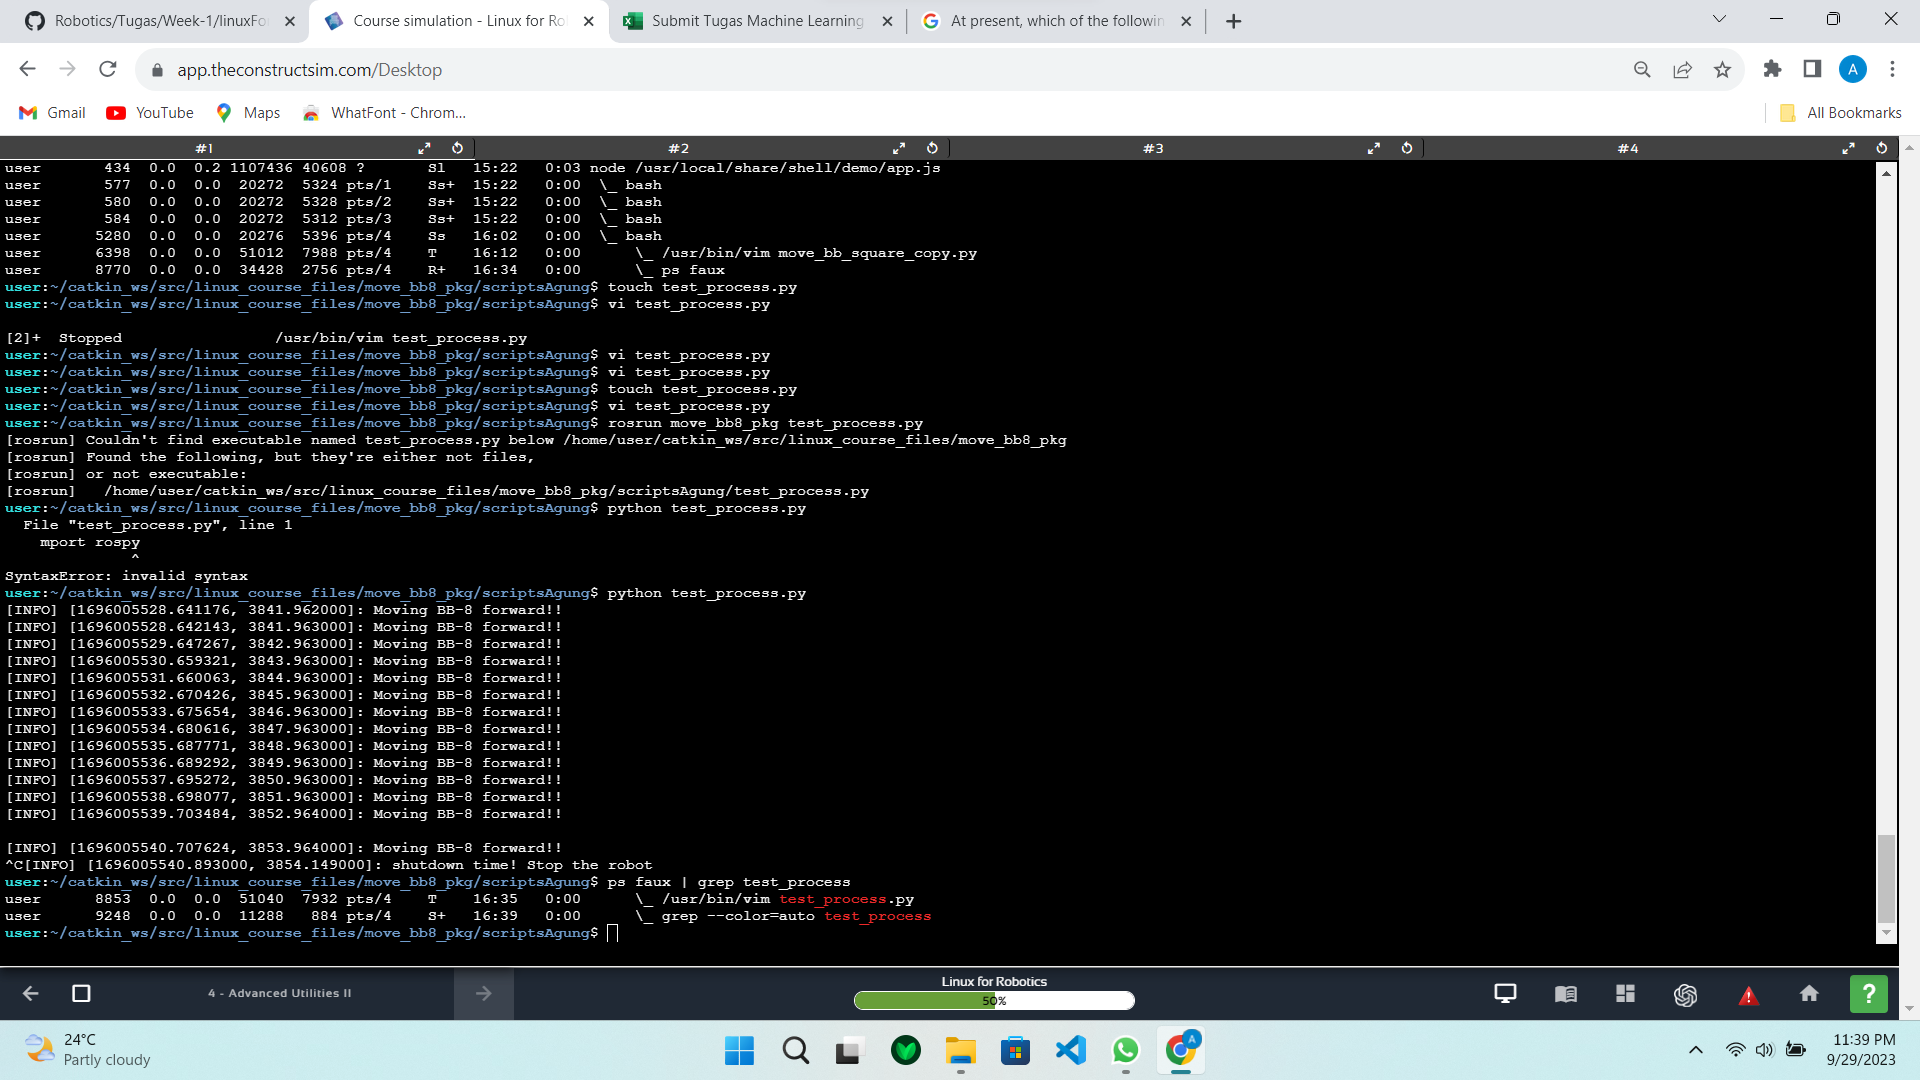 Robotics/Tugas/Week-1/linuxFo
Course simulation - Linux for Ro
Submit Tugas Machine Learning
At present, which of the followin
app.theconstructsim.com/Desktop
A
Gmail
YouTube
Maps
WhatFont - Chrom...
All Bookmarks
#1
#2
#3
#4
user 434 0.0 0.2 1107436 40608 ? Sl 15:22 0:03 node /usr/local/share/shell/demo/app.js
user 577 0.0 0.0 20272 5324 pts/1 Ss+ 15:22 0:00 \_ bash
user 580 0.0 0.0 20272 5328 pts/2 Ss+ 15:22 0:00 \_ bash
user 584 0.0 0.0 20272 5312 pts/3 Ss+ 15:22 0:00 \_ bash
user 5280 0.0 0.0 20276 5396 pts/4 Ss 16:02 0:00 \_ bash
user 6398 0.0 0.0 51012 7988 pts/4 T 16:12 0:00 \_ /usr/bin/vim move_bb_square_copy.py
user 8770 0.0 0.0 34428 2756 pts/4 R+ 16:34 0:00 \_ ps faux
user:~/catkin_ws/src/linux_course_files/move_bb8_pkg/scriptsAgung$ touch test_process.py
user:~/catkin_ws/src/linux_course_files/move_bb8_pkg/scriptsAgung$ vi test_process.py
[2]+ Stopped /usr/bin/vim test_process.py
user:~/catkin_ws/src/linux_course_files/move_bb8_pkg/scriptsAgung$ vi test_process.py
user:~/catkin_ws/src/linux_course_files/move_bb8_pkg/scriptsAgung$ vi test_process.py
user:~/catkin_ws/src/linux_course_files/move_bb8_pkg/scriptsAgung$ touch test_process.py
user:~/catkin_ws/src/linux_course_files/move_bb8_pkg/scriptsAgung$ vi test_process.py
user:~/catkin_ws/src/linux_course_files/move_bb8_pkg/scriptsAgung$ rosrun move_bb8_pkg test_process.py
[rosrun] Couldn't find executable named test_process.py below /home/user/catkin_ws/src/linux_course_files/move_bb8_pkg
[rosrun] Found the following, but they're either not files,
[rosrun] or not executable:
[rosrun] /home/user/catkin_ws/src/linux_course_files/move_bb8_pkg/scriptsAgung/test_process.py
user:~/catkin_ws/src/linux_course_files/move_bb8_pkg/scriptsAgung$ python test_process.py
File "test_process.py", line 1
mport rospy
^
SyntaxError: invalid syntax
user:~/catkin_ws/src/linux_course_files/move_bb8_pkg/scriptsAgung$ python test_process.py
[INFO] [1696005528.641176, 3841.962000]: Moving BB-8 forward!!
[INFO] [1696005528.642143, 3841.963000]: Moving BB-8 forward!!
[INFO] [1696005529.647267, 3842.963000]: Moving BB-8 forward!!
[INFO] [1696005530.659321, 3843.963000]: Moving BB-8 forward!!
[INFO] [1696005531.660063, 3844.963000]: Moving BB-8 forward!!
[INFO] [1696005532.670426, 3845.963000]: Moving BB-8 forward!!
[INFO] [1696005533.675654, 3846.963000]: Moving BB-8 forward!!
[INFO] [1696005534.680616, 3847.963000]: Moving BB-8 forward!!
[INFO] [1696005535.687771, 3848.963000]: Moving BB-8 forward!!
[INFO] [1696005536.689292, 3849.963000]: Moving BB-8 forward!!
[INFO] [1696005537.695272, 3850.963000]: Moving BB-8 forward!!
[INFO] [1696005538.698077, 3851.963000]: Moving BB-8 forward!!
[INFO] [1696005539.703484, 3852.964000]: Moving BB-8 forward!!
[INFO] [1696005540.707624, 3853.964000]: Moving BB-8 forward!!
^C[INFO] [1696005540.893000, 3854.149000]: shutdown time! Stop the robot
user:~/catkin_ws/src/linux_course_files/move_bb8_pkg/scriptsAgung$ ps faux | grep test_process
user 8853 0.0 0.0 51040 7932 pts/4 T 16:35 0:00 \_ /usr/bin/vim test_process.py
user 9248 0.0 0.0 11288 884 pts/4 S+ 16:39 0:00 \_ grep --color=auto test_process
user:~/catkin_ws/src/linux_course_files/move_bb8_pkg/scriptsAgung$
4 - Advanced Utilities II
Linux for Robotics
50%
?
24°C
Partly cloudy
A
11:39 PM
9/29/2023